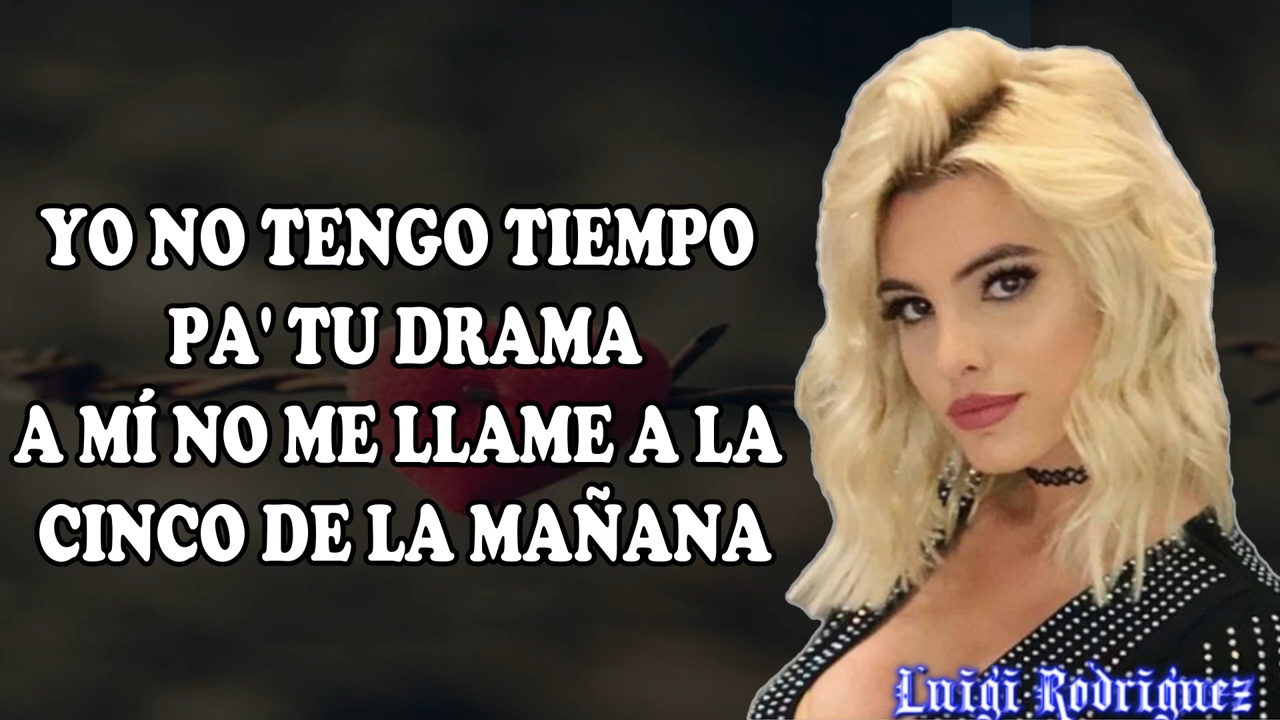 YO NO TENGO TIEMPO
PA' TU DRAMA
A MÍ NO ME LLAME A LA
CINCO DE LA MAÑANA
Luigi Rodriguez